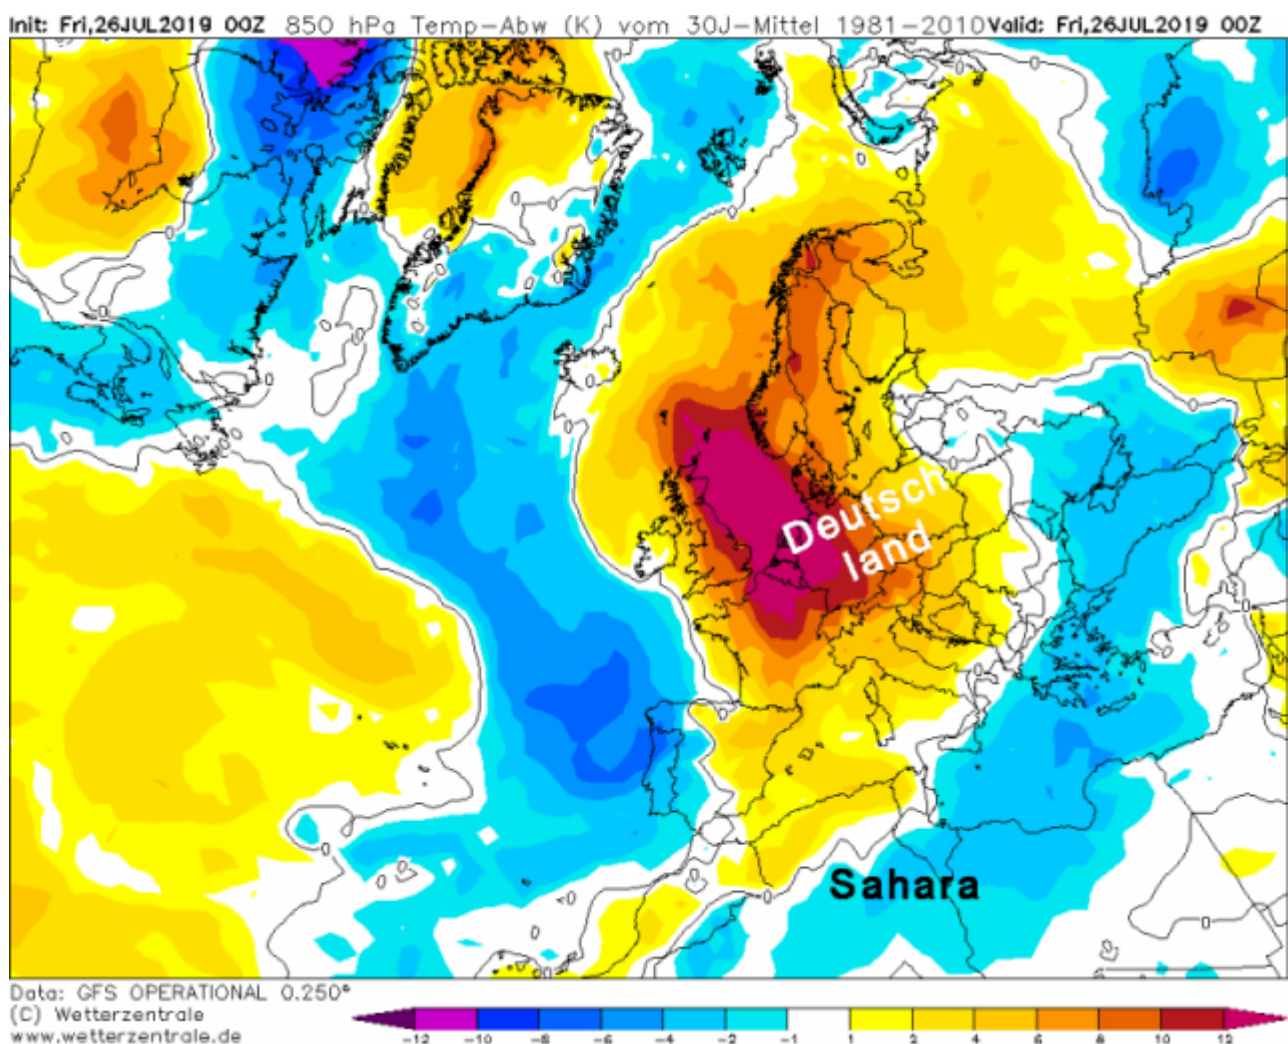 Init: Fri,26JUL2019 00Z 850 hPa Temp-Abw (K) vom 30J-Mittel 1981-2010 Valid: Fri,26JUL2019 00Z
Deutsch
land
Sahara
Data: GFS OPERATIONAL 0.250°
(C) Wetterzentrale
www.wetterzentrale.de
-12 -10 -8 -6 -4 -2 -1 1 2 4 6 8 10 12